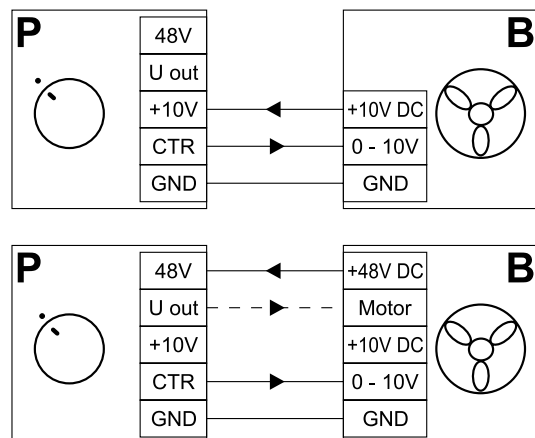 P
B
48V
U out
+10V
+10V DC
CTR
0 - 10V
GND
GND
P
B
48V
+48V DC
U out
Motor
+10V
+10V DC
CTR
0 - 10V
GND
GND